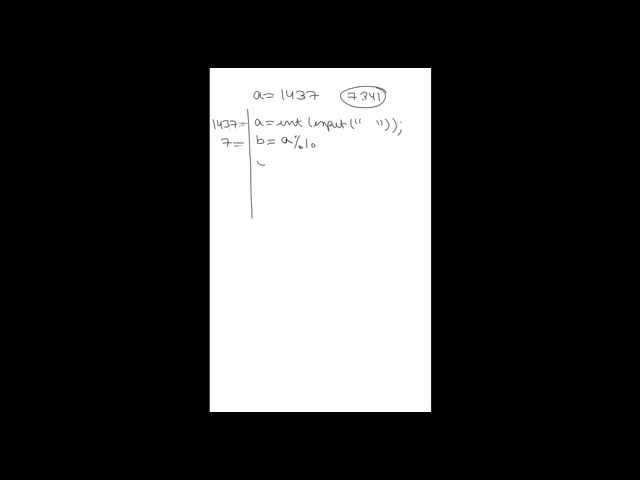 a= 1437 7341
1437= a= int (input (" "));
7= b= a%10